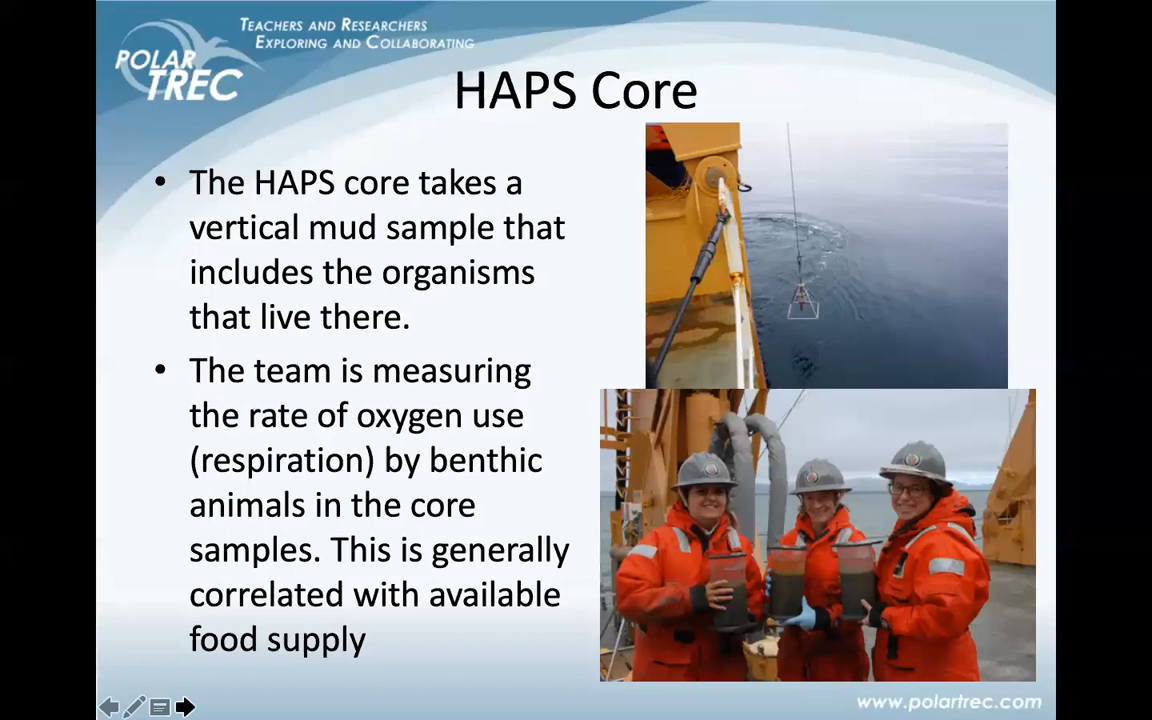 TEACHERS AND RESEARCHERS
EXPLORING AND COLLABORATING
POLAR
TREC
HAPS Core
• The HAPS core takes a
vertical mud sample that
includes the organisms
that live there.
• The team is measuring
the rate of oxygen use
(respiration) by benthic
animals in the core
samples. This is generally
correlated with available
food supply
www.polartrec.com